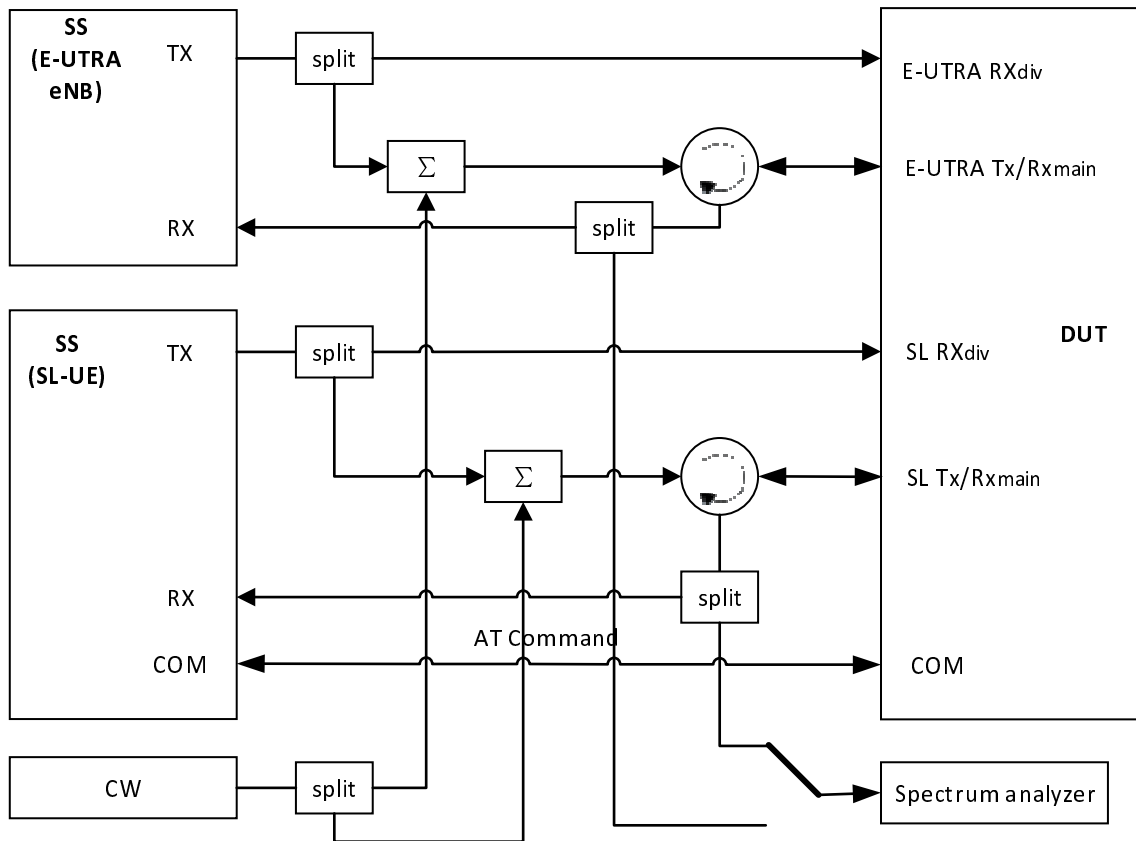 SS
(E-UTRA
eNB)
TX
split
E-UTRA RXdiv
Σ
E-UTRA Tx/Rxmain
RX
split
SS
(SL-UE)
TX
split
SL RXdiv
DUT
Σ
SL Tx/Rxmain
RX
split
AT Command
COM
COM
CW
split
Spectrum analyzer